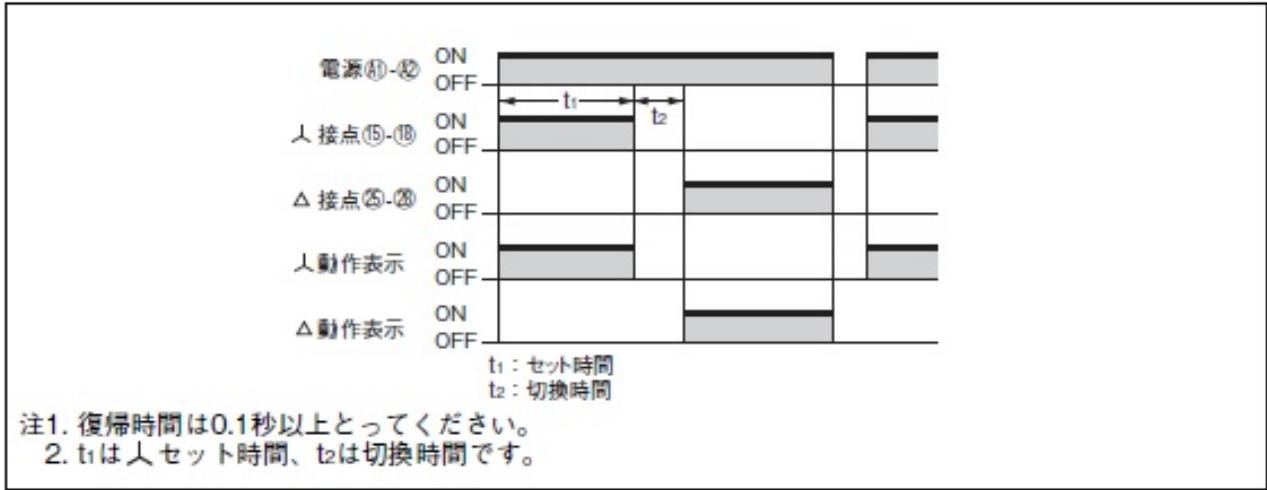 電源Ⓐ1-Ⓐ2 ON
OFF
t1
t2
人接点⑮-⑱ ON
OFF
△接点㉕-㉘ ON
OFF
人動作表示 ON
OFF
△動作表示 ON
OFF
t1：セット時間
t2：切換時間
注1. 復帰時間は0.1秒以上とってください。
2. t1は人セット時間、t2は切換時間です。